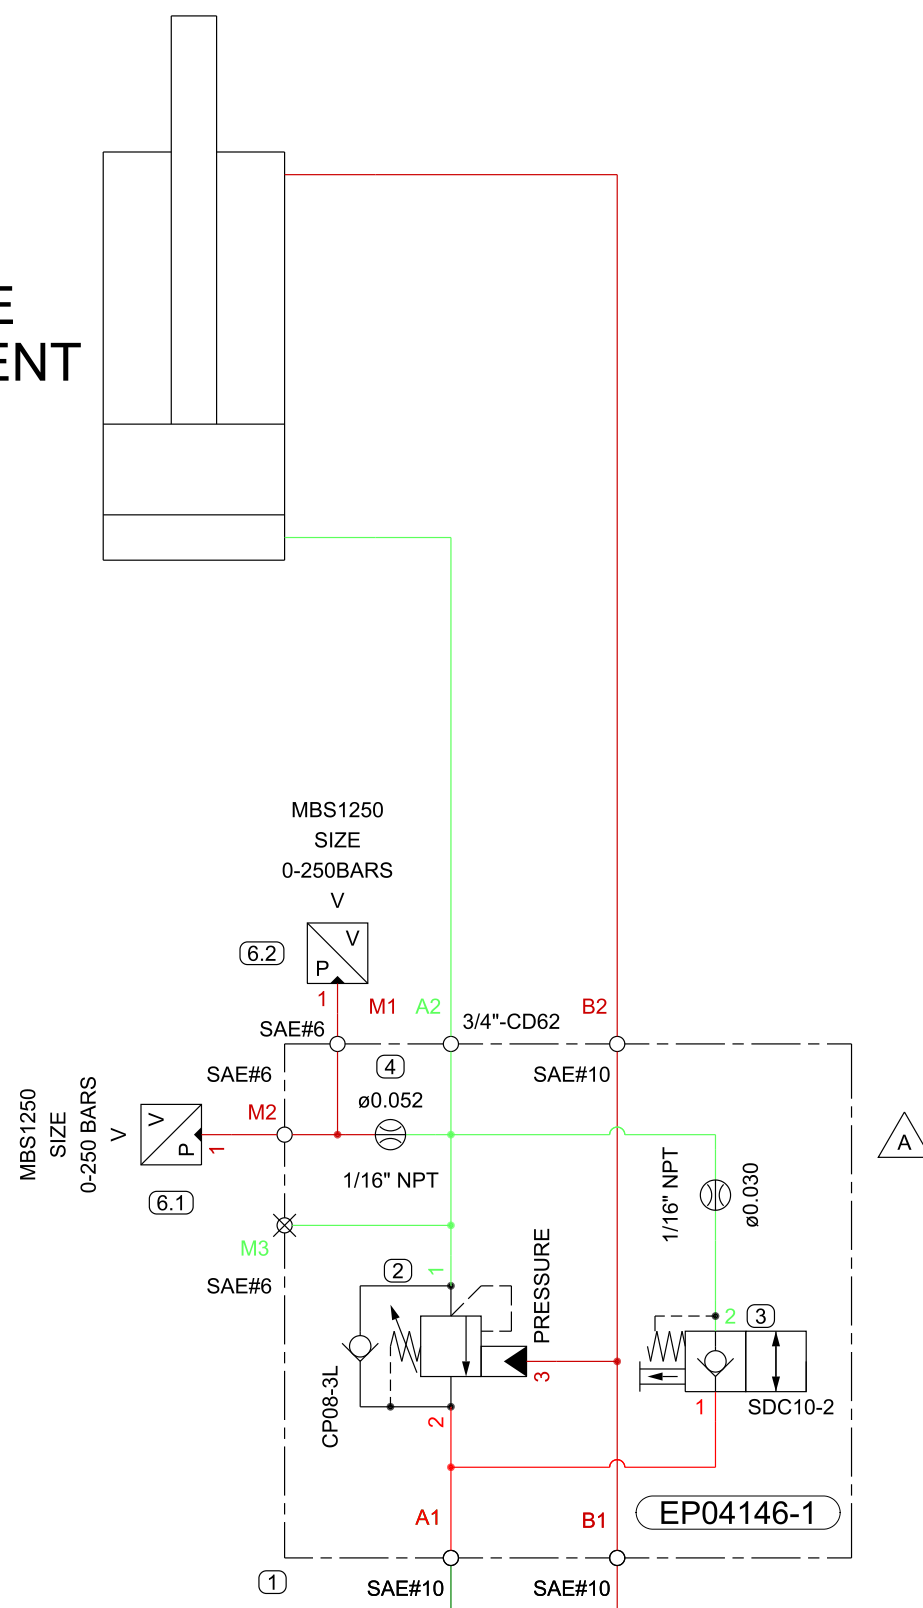 E
ENT
MBS1250
SIZE
0-250BARS
V
V
P
6.2
1
M1
A2
B2
3/4"-CD62
SAE#6
SAE#6
4
SAE#10
ø0.052
MBS1250
SIZE
0-250 BARS
V
V
P
1
M2
6.1
1/16" NPT
1/16" NPT
ø0.030
A
M3
SAE#6
2
1
PRESSURE
3
CP08-3L
2
2
3
1
SDC10-2
A1
B1
EP04146-1
1
SAE#10
SAE#10